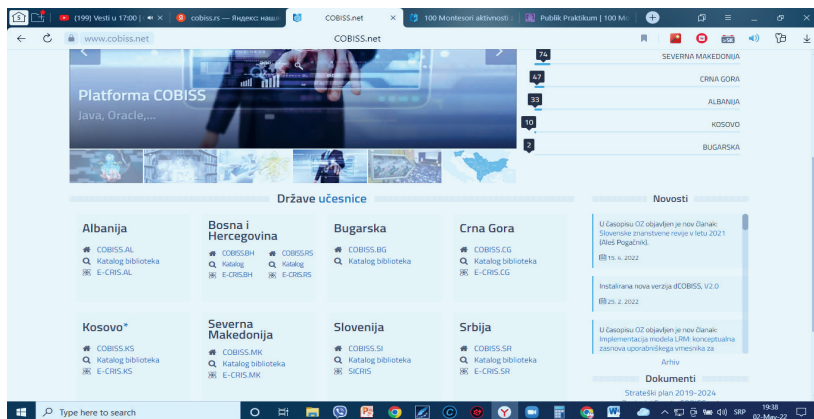 (199) Vesti u 17:00 |
cobiss.rs — Яндекс: нашл
COBISS.net
100 Montesori aktivnosti z
Publik Praktikum | 100 Mo
www.cobiss.net
COBISS.net
Platforma COBISS
Java, Oracle,...
74
SEVERNA MAKEDONIJA
47
CRNA GORA
33
ALBANIJA
10
KOSOVO
2
BUGARSKA
Države učesnice
Albanija
COBISS.AL
Katalog biblioteka
E-CRIS.AL
Bosna i
Hercegovina
COBISS.BH COBISS.RS
Katalog Katalog
E-CRIS.BH E-CRIS.RS
Bugarska
COBISS.BG
Katalog biblioteka
Crna Gora
COBISS.CG
Katalog biblioteka
E-CRIS.CG
Kosovo*
COBISS.KS
Katalog biblioteka
E-CRIS.KS
Severna
Makedonija
COBISS.MK
Katalog biblioteka
E-CRIS.MK
Slovenija
COBISS.SI
Katalog biblioteka
SICRIS
Srbija
COBISS.SR
Katalog biblioteka
E-CRIS.SR
Novosti
U časopisu OZ objavljen je nov članak:
Slovenske znanstvene revije v letu 2021
(Aleš Pogačnik).
15. 4. 2022
Instalirana nova verzija dCOBISS, V2.0
25. 2. 2022
U časopisu OZ objavljen je nov članak:
Implementacija modela LRM: konceptualna
zasnova uporabniškega vmesnika za
Arhiv
Dokumenti
Strateški plan 2019-2024
Type here to search
SRP
19:38
02-May-22